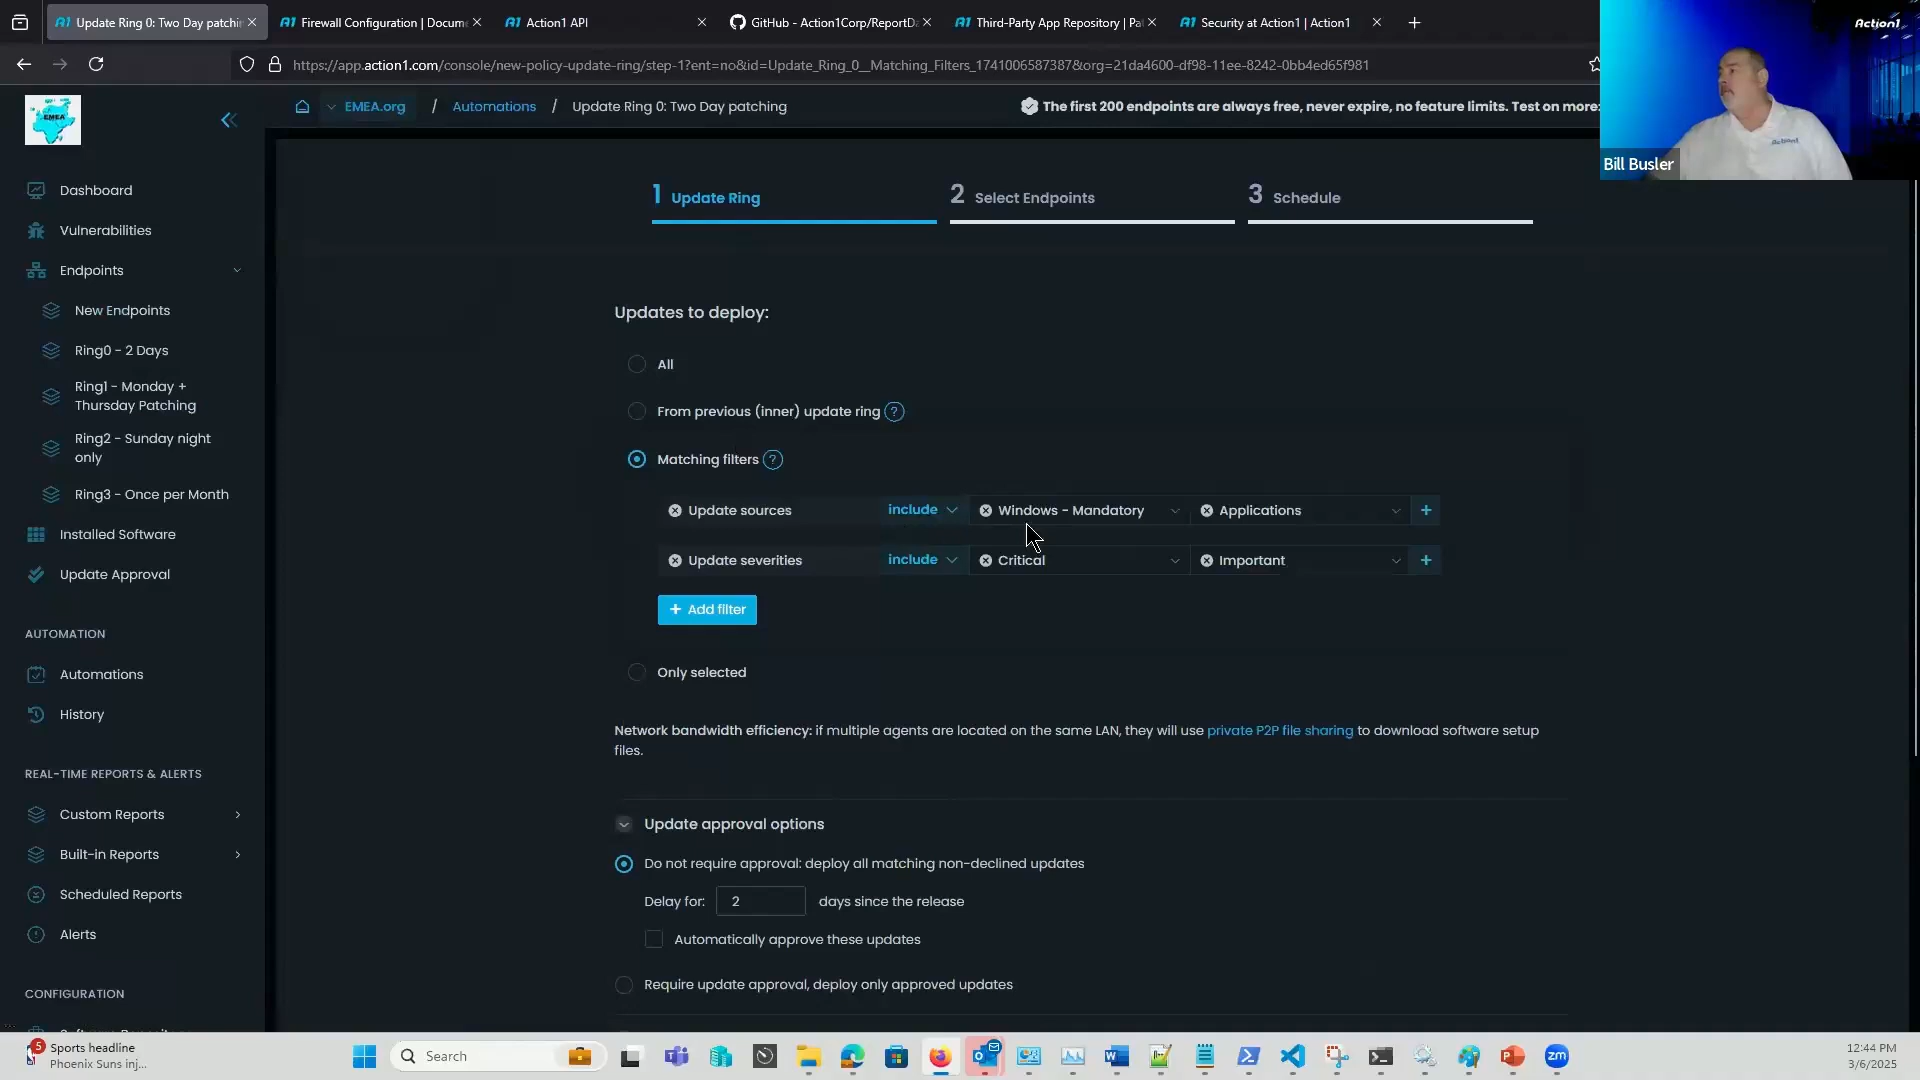 Update Ring 0: Two Day patchin
Firewall Configuration | Docum
Action1 API
GitHub - Action1Corp/ReportDa
Third-Party App Repository | Pat
Security at Action1 | Action1
https://app.action1.com/console/new-policy-update-ring/step-1?ent=no&id=Update_Ring_0__Matching_Filters_1741006587387&org=21da4600-df98-11ee-8242-0bb4ed65f981
Action1
Bill Busler
EMEA
EMEA.org / Automations / Update Ring 0: Two Day patching
The first 200 endpoints are always free, never expire, no feature limits. Test on more:
Dashboard
Vulnerabilities
Endpoints
New Endpoints
Ring0 - 2 Days
Ring1 - Monday +
Thursday Patching
Ring2 - Sunday night
only
Ring3 - Once per Month
Installed Software
Update Approval
AUTOMATION
Automations
History
REAL-TIME REPORTS & ALERTS
Custom Reports
Built-in Reports
Scheduled Reports
Alerts
CONFIGURATION
1 Update Ring
2 Select Endpoints
3 Schedule
Updates to deploy:
All
From previous (inner) update ring ?
Matching filters ?
Update sources include Windows - Mandatory Applications +
Update severities include Critical Important +
+ Add filter
Only selected
Network bandwidth efficiency: if multiple agents are located on the same LAN, they will use private P2P file sharing to download software setup
files.
Update approval options
Do not require approval: deploy all matching non-declined updates
Delay for: 2 days since the release
Automatically approve these updates
Require update approval, deploy only approved updates
5
Sports headline
Phoenix Suns inj...
Search
zm
12:44 PM
3/6/2025